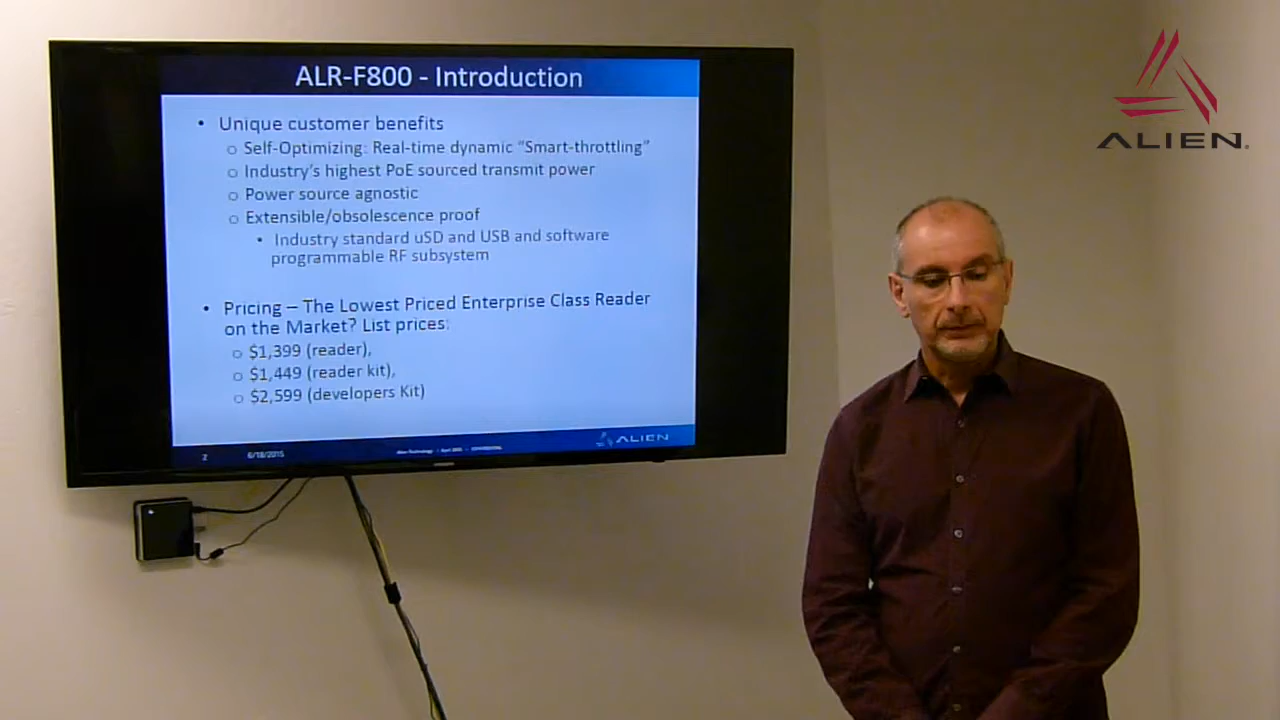 ALR-F800 - Introduction
• Unique customer benefits
o Self-Optimizing: Real-time dynamic “Smart-throttling”
o Industry’s highest PoE sourced transmit power
o Power source agnostic
o Extensible/obsolescence proof
• Industry standard uSD and USB and software
programmable RF subsystem
• Pricing – The Lowest Priced Enterprise Class Reader
on the Market? List prices:
o $1,399 (reader),
o $1,449 (reader kit),
o $2,599 (developers Kit)
2 6/18/2015 Alien Technology
ALIEN
ALIEN®